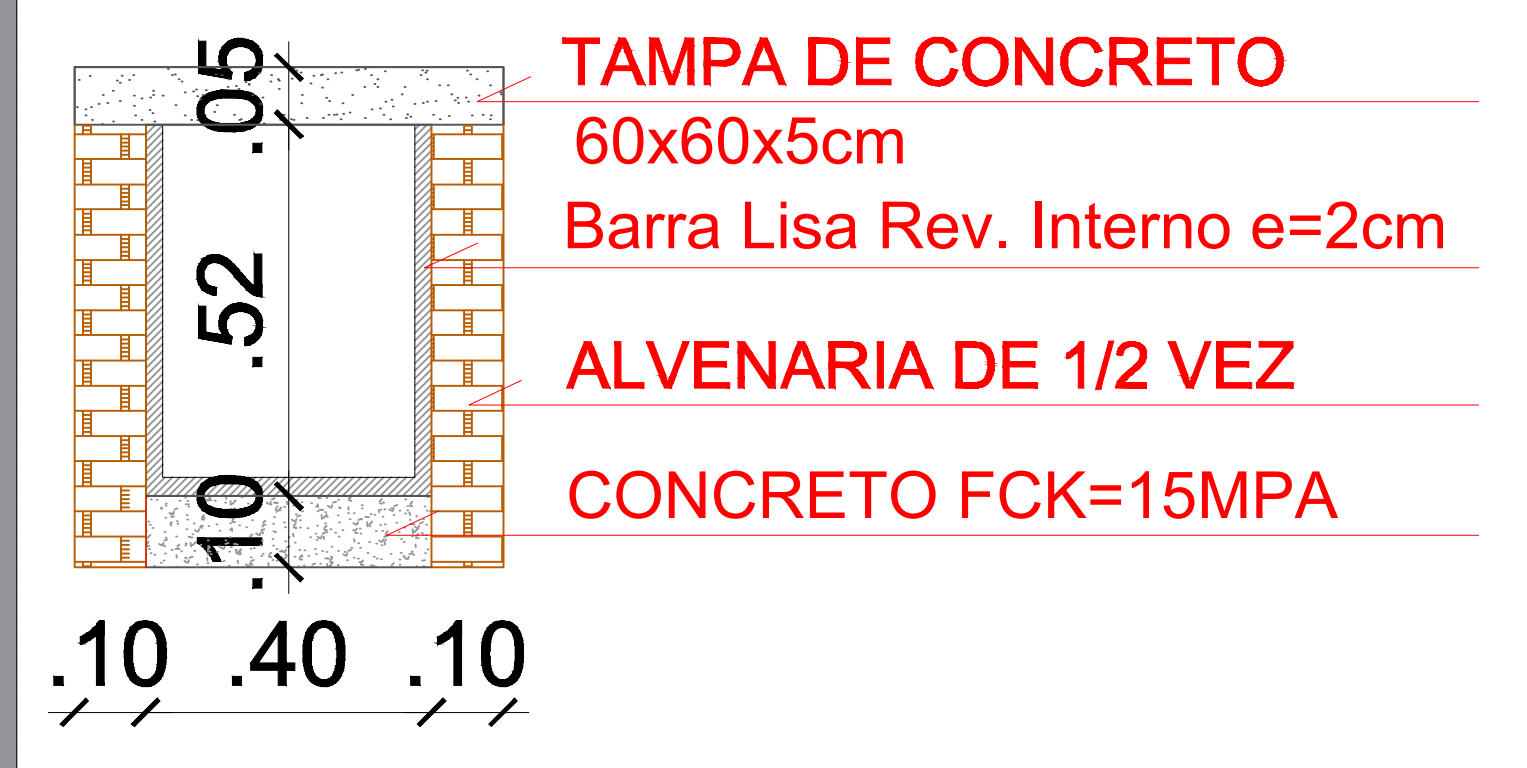 TAMPA DE CONCRETO
60x60x5cm
Barra Lisa Rev. Interno e=2cm
ALVENARIA DE 1/2 VEZ
CONCRETO FCK=15MPA
.05
.52
.10
.10 .40 .10